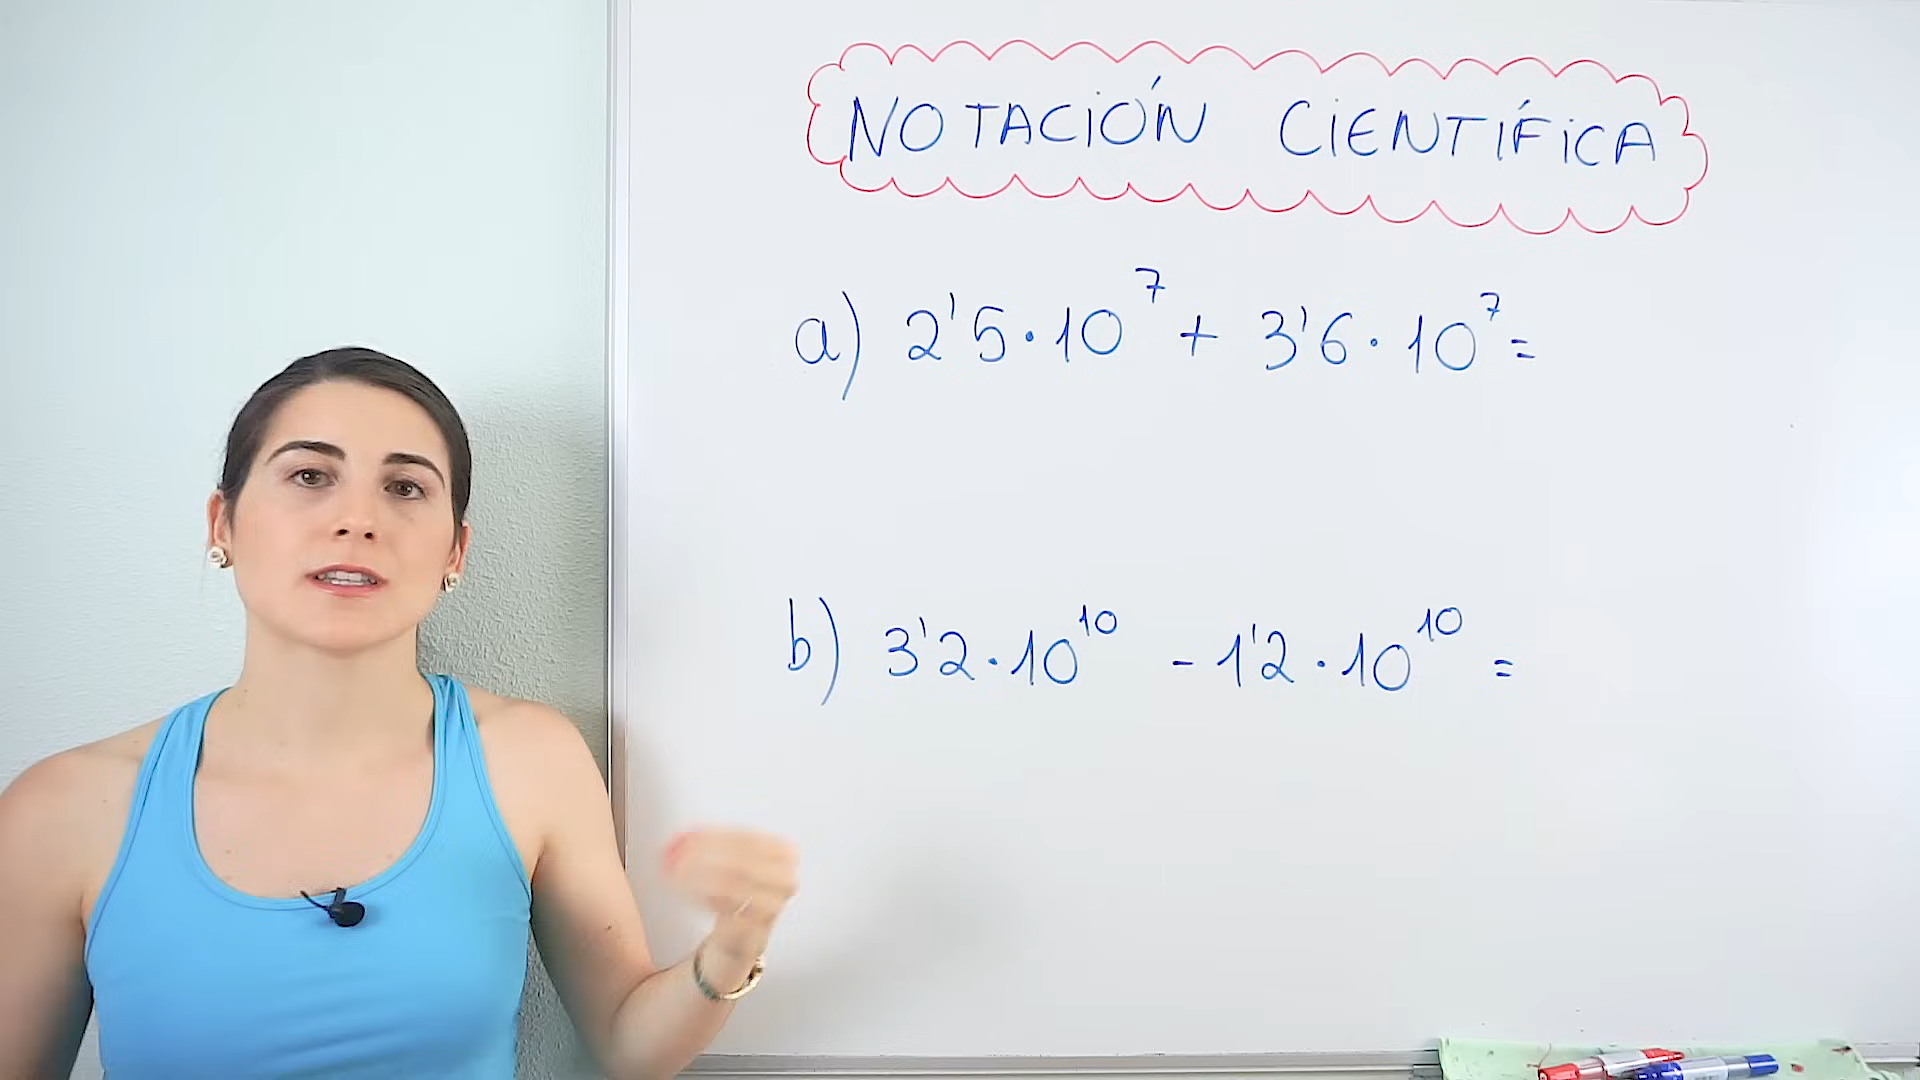 NOTACIÓN CIENTÍFICA
a) 2'5·10⁷ + 3'6·10⁷=
b) 3'2·10¹⁰ - 1'2·10¹⁰ =